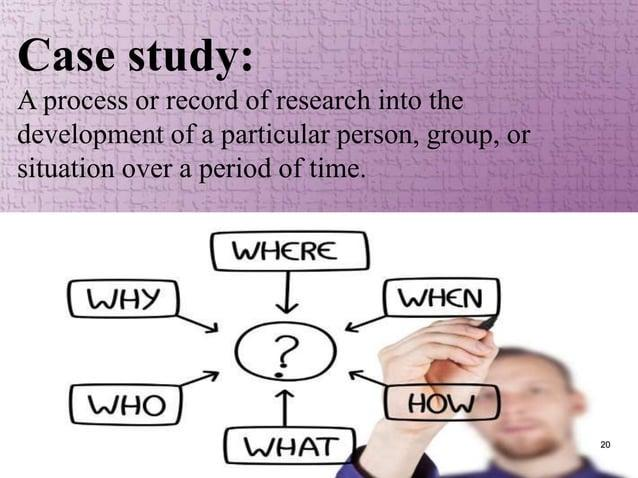 Case study:
A process or record of research into the
development of a particular person, group, or
situation over a period of time.
WHERE
WHY
WHEN
?
WHO
HOW
WHAT
20